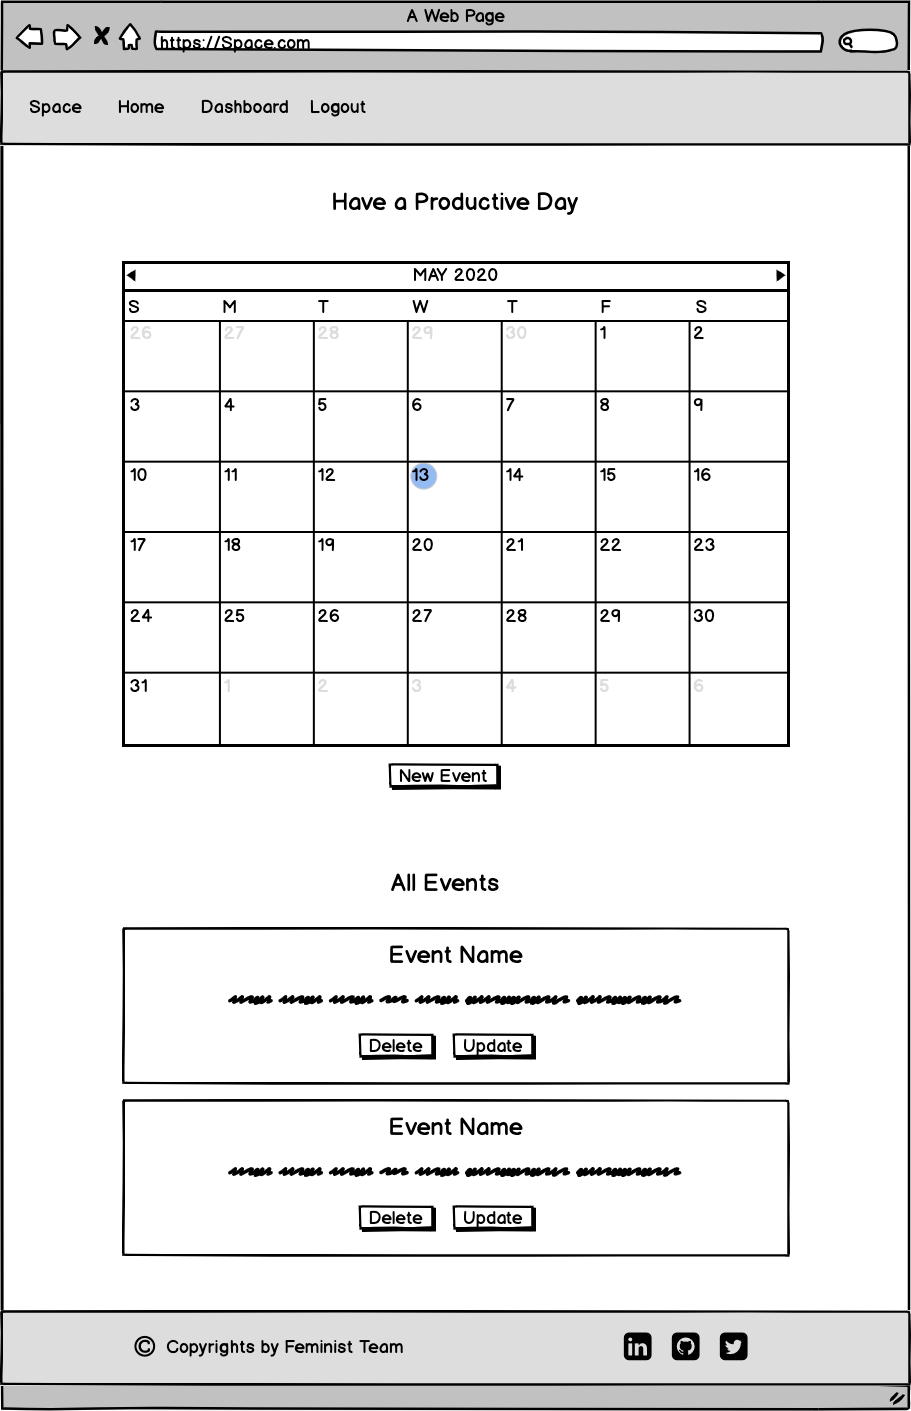 A Web Page
https://Space.com
Space Home Dashboard Logout
Have a Productive Day
MAY 2020
S M T W T F S
26 27 28 29 30 1 2
3 4 5 6 7 8 9
10 11 12 13 14 15 16
17 18 19 20 21 22 23
24 25 26 27 28 29 30
31 1 2 3 4 5 6
New Event
All Events
Event Name
Delete Update
Event Name
Delete Update
© Copyrights by Feminist Team in